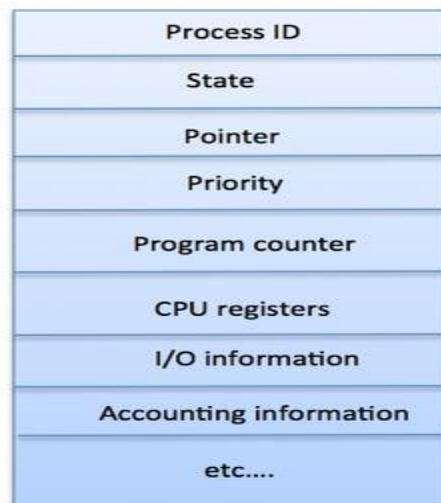 Process ID
State
Pointer
Priority
Program counter
CPU registers
I/O information
Accounting information
etc....